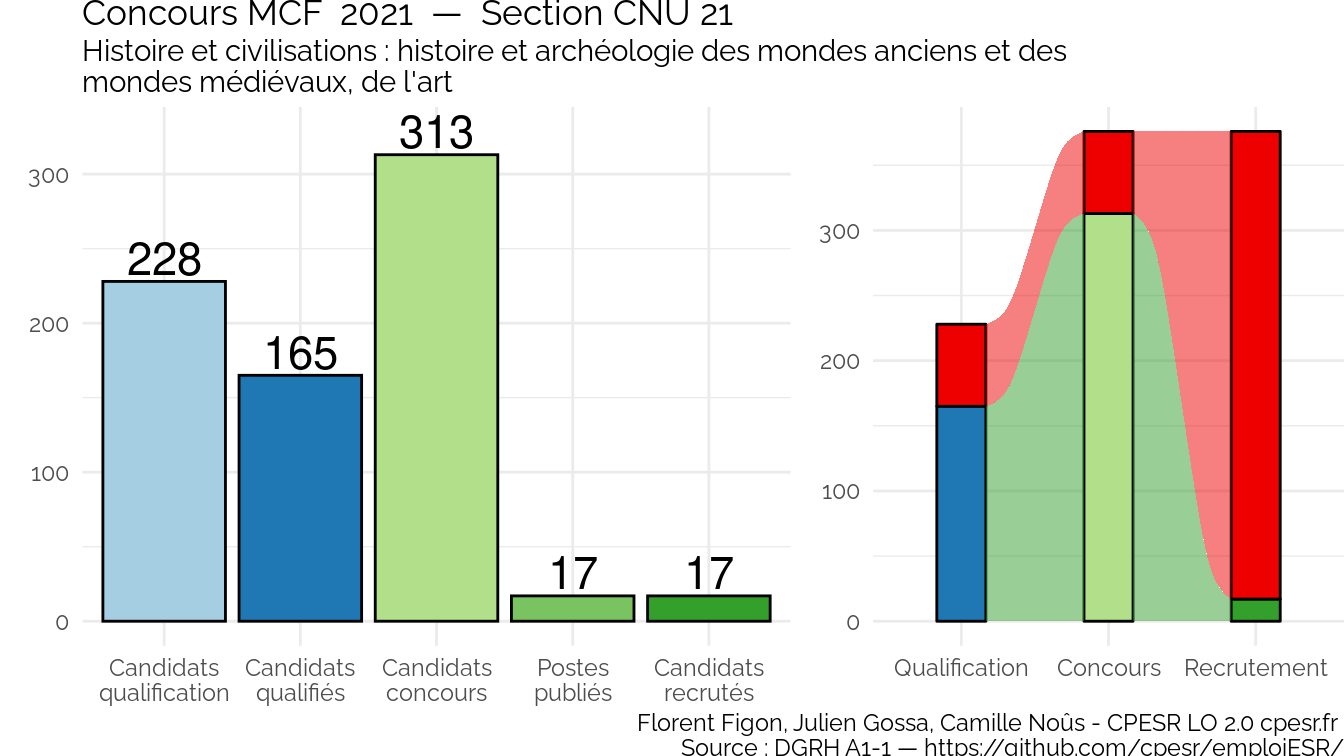 Concours MCF 2021 — Section CNU 21
Histoire et civilisations : histoire et archéologie des mondes anciens et des
mondes médiévaux, de l'art
313
228
165
17
17
300
200
100
0
Candidats qualification
Candidats qualifiés
Candidats concours
Postes publiés
Candidats recrutés
300
200
100
0
Qualification
Concours
Recrutement
Florent Figon, Julien Gossa, Camille Noûs - CPESR LO 2.0 cpesr.fr
Source : DGRH A1-1 — https://github.com/cpesr/emploiESR/